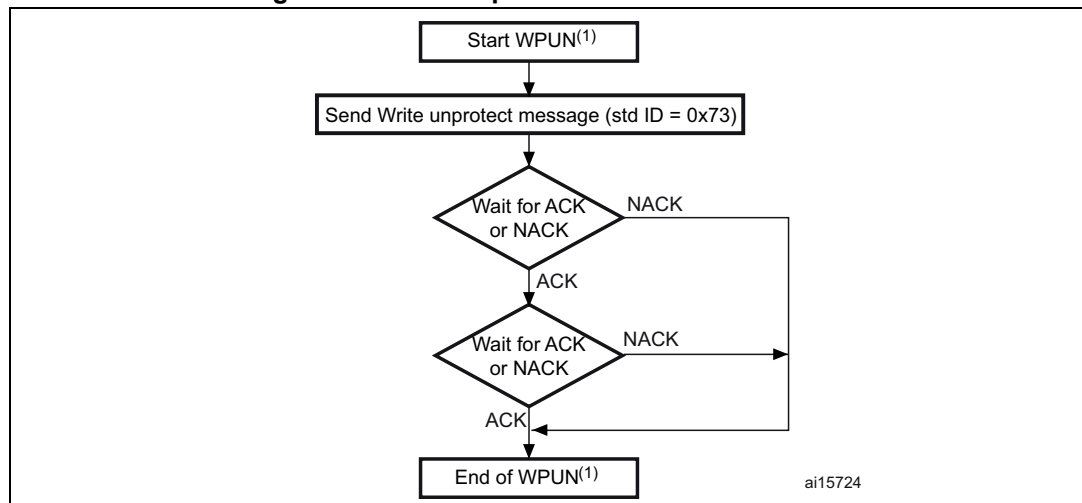 Start WPUN(1)
Send Write unprotect message (std ID = 0x73)
Wait for ACK
or NACK
NACK
ACK
Wait for ACK
or NACK
NACK
ACK
End of WPUN(1)
ai15724